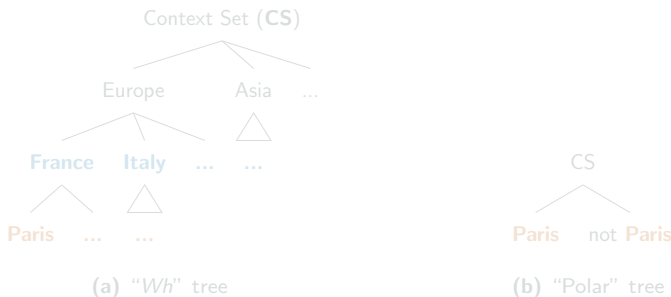 Context Set (CS)
Europe Asia ...
France Italy ... ... CS
Paris ... ... Paris not Paris
(a) “Wh” tree (b) “Polar” tree